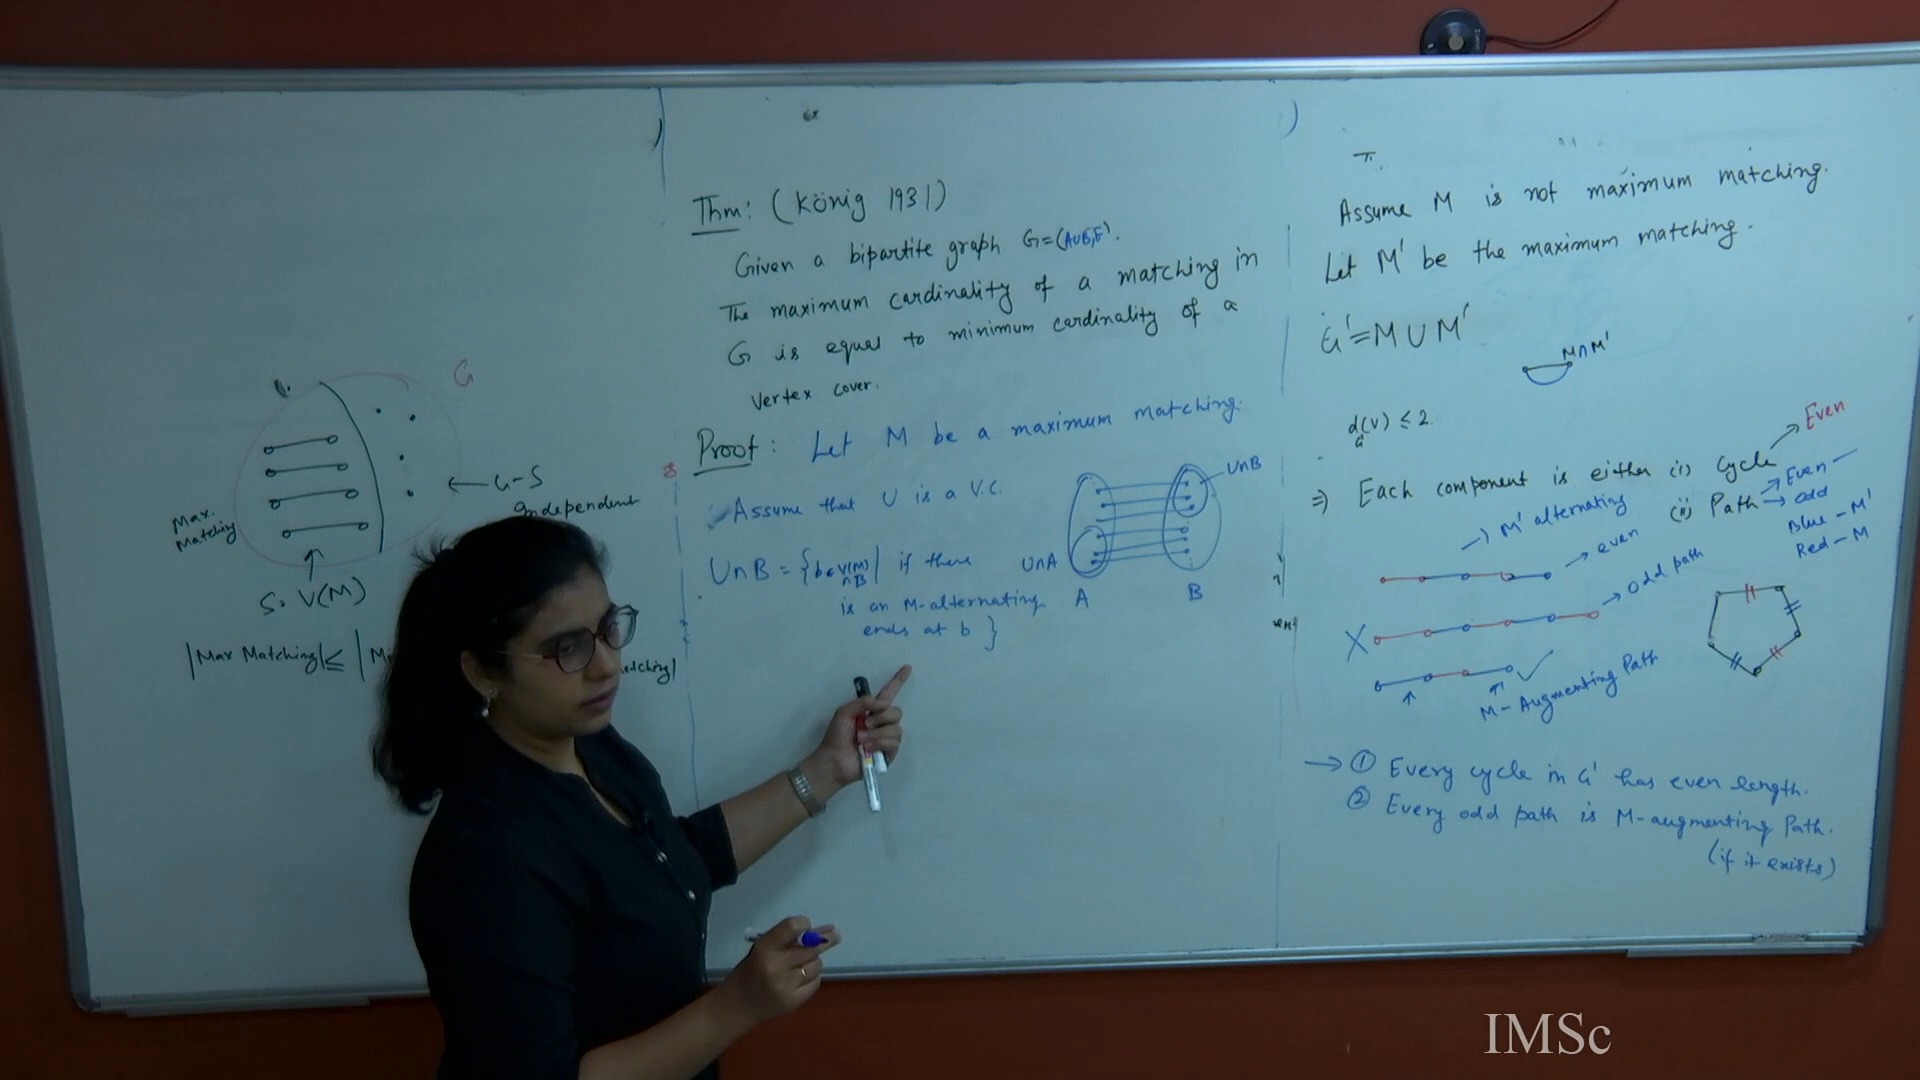 G
Max.
Matching
G-S
Independent
S = V(M)
|Max Matching| ≤ |M
atching|
Thm: (König 1931)
Given a bipartite graph G=(A∪B,E).
The maximum cardinality of a matching in
G is equal to minimum cardinality of a
vertex cover.
Proof: Let M be a maximum matching.
Assume that U is a V.C.
U∩B = {b∈V(M)∩B | if there
is an M-alternating
ends at b }
U∩B
U∩A
A
B
Assume M is not maximum matching.
Let M' be the maximum matching.
G'=M∪M'
M∩M'
d(v) ≤ 2.
G
⇒ Each component is either (i) Cycle → Even
(ii) Path → Even
→ odd
Blue - M'
Red - M
→ M' alternating
→ even
→ odd path
X
M-Augmenting Path
→ ① Every cycle in G' has even length.
② Every odd path is M-augmenting Path.
(if it exists)
IMSc